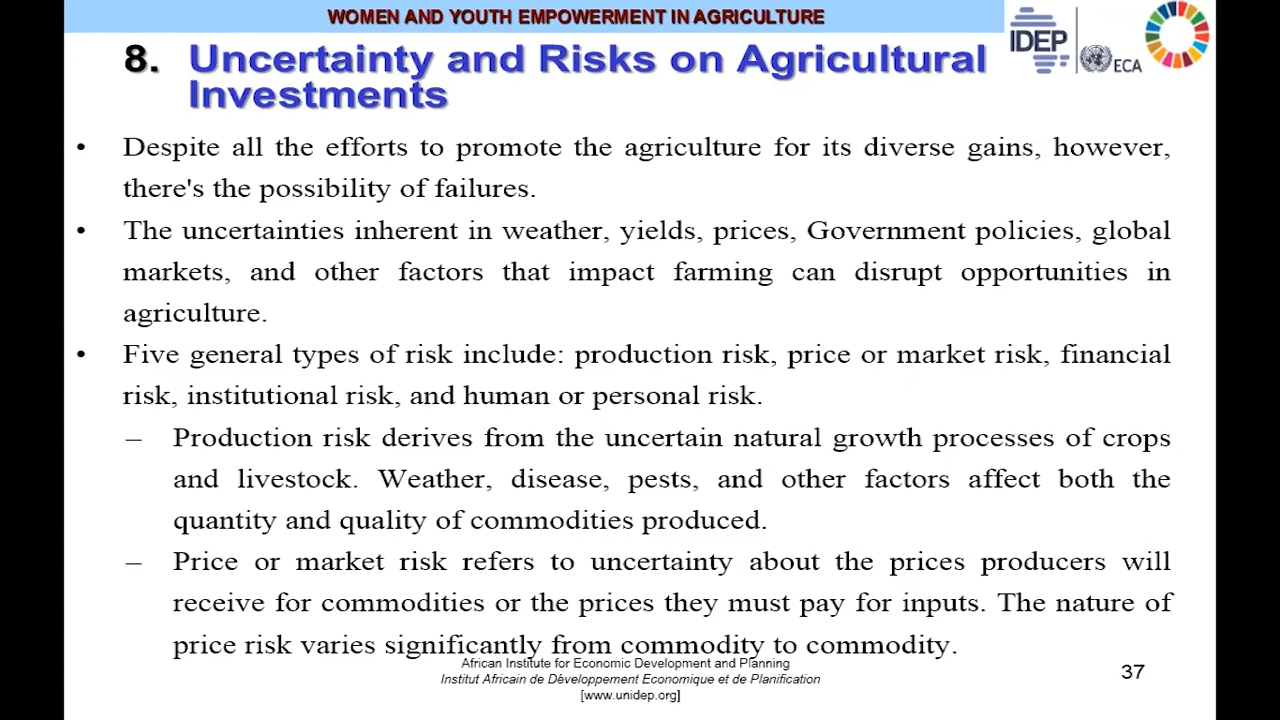 WOMEN AND YOUTH EMPOWERMENT IN AGRICULTURE
IDEP
ECA
8. Uncertainty and Risks on Agricultural
Investments
• Despite all the efforts to promote the agriculture for its diverse gains, however,
there's the possibility of failures.
• The uncertainties inherent in weather, yields, prices, Government policies, global
markets, and other factors that impact farming can disrupt opportunities in
agriculture.
• Five general types of risk include: production risk, price or market risk, financial
risk, institutional risk, and human or personal risk.
– Production risk derives from the uncertain natural growth processes of crops
and livestock. Weather, disease, pests, and other factors affect both the
quantity and quality of commodities produced.
– Price or market risk refers to uncertainty about the prices producers will
receive for commodities or the prices they must pay for inputs. The nature of
price risk varies significantly from commodity to commodity.
African Institute for Economic Development and Planning
Institut Africain de Développement Economique et de Planification
[www.unidep.org]
37